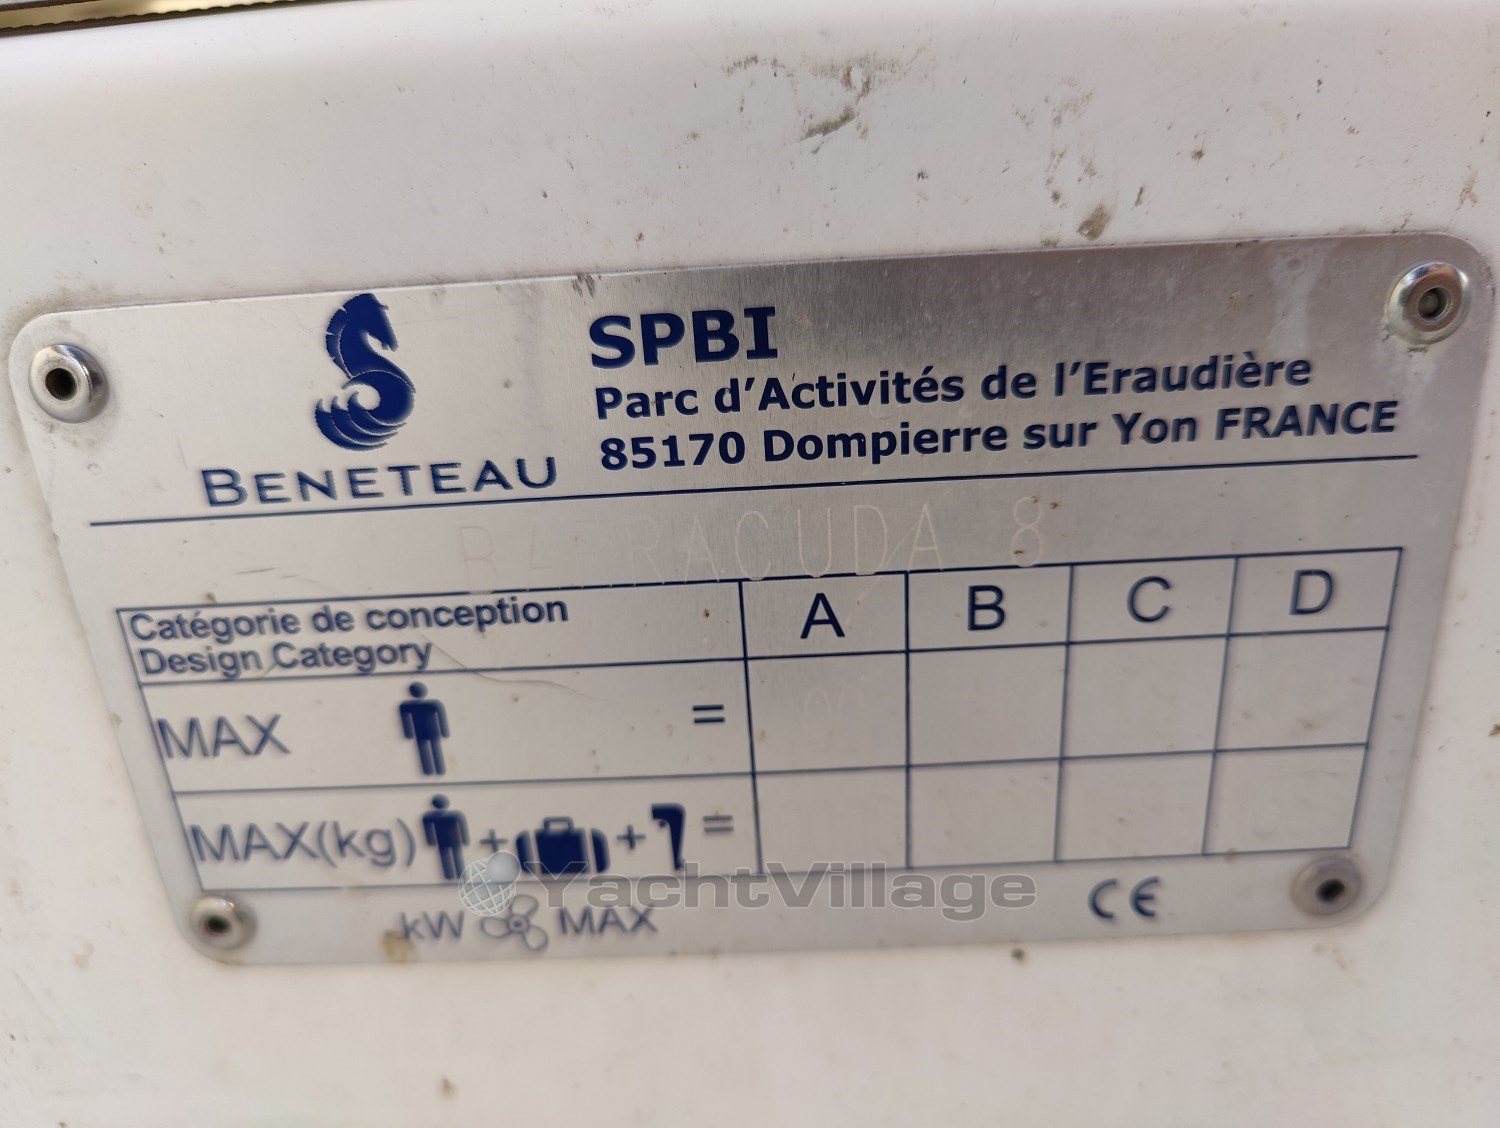 BENETEAU
SPBI
Parc d'Activités de l'Eraudière
85170 Dompierre sur Yon FRANCE
BARRACUDA 8
Catégorie de conception
Design Category
A B C D
MAX =
MAX(kg) + + =
kW MAX
CE
YachtVillage